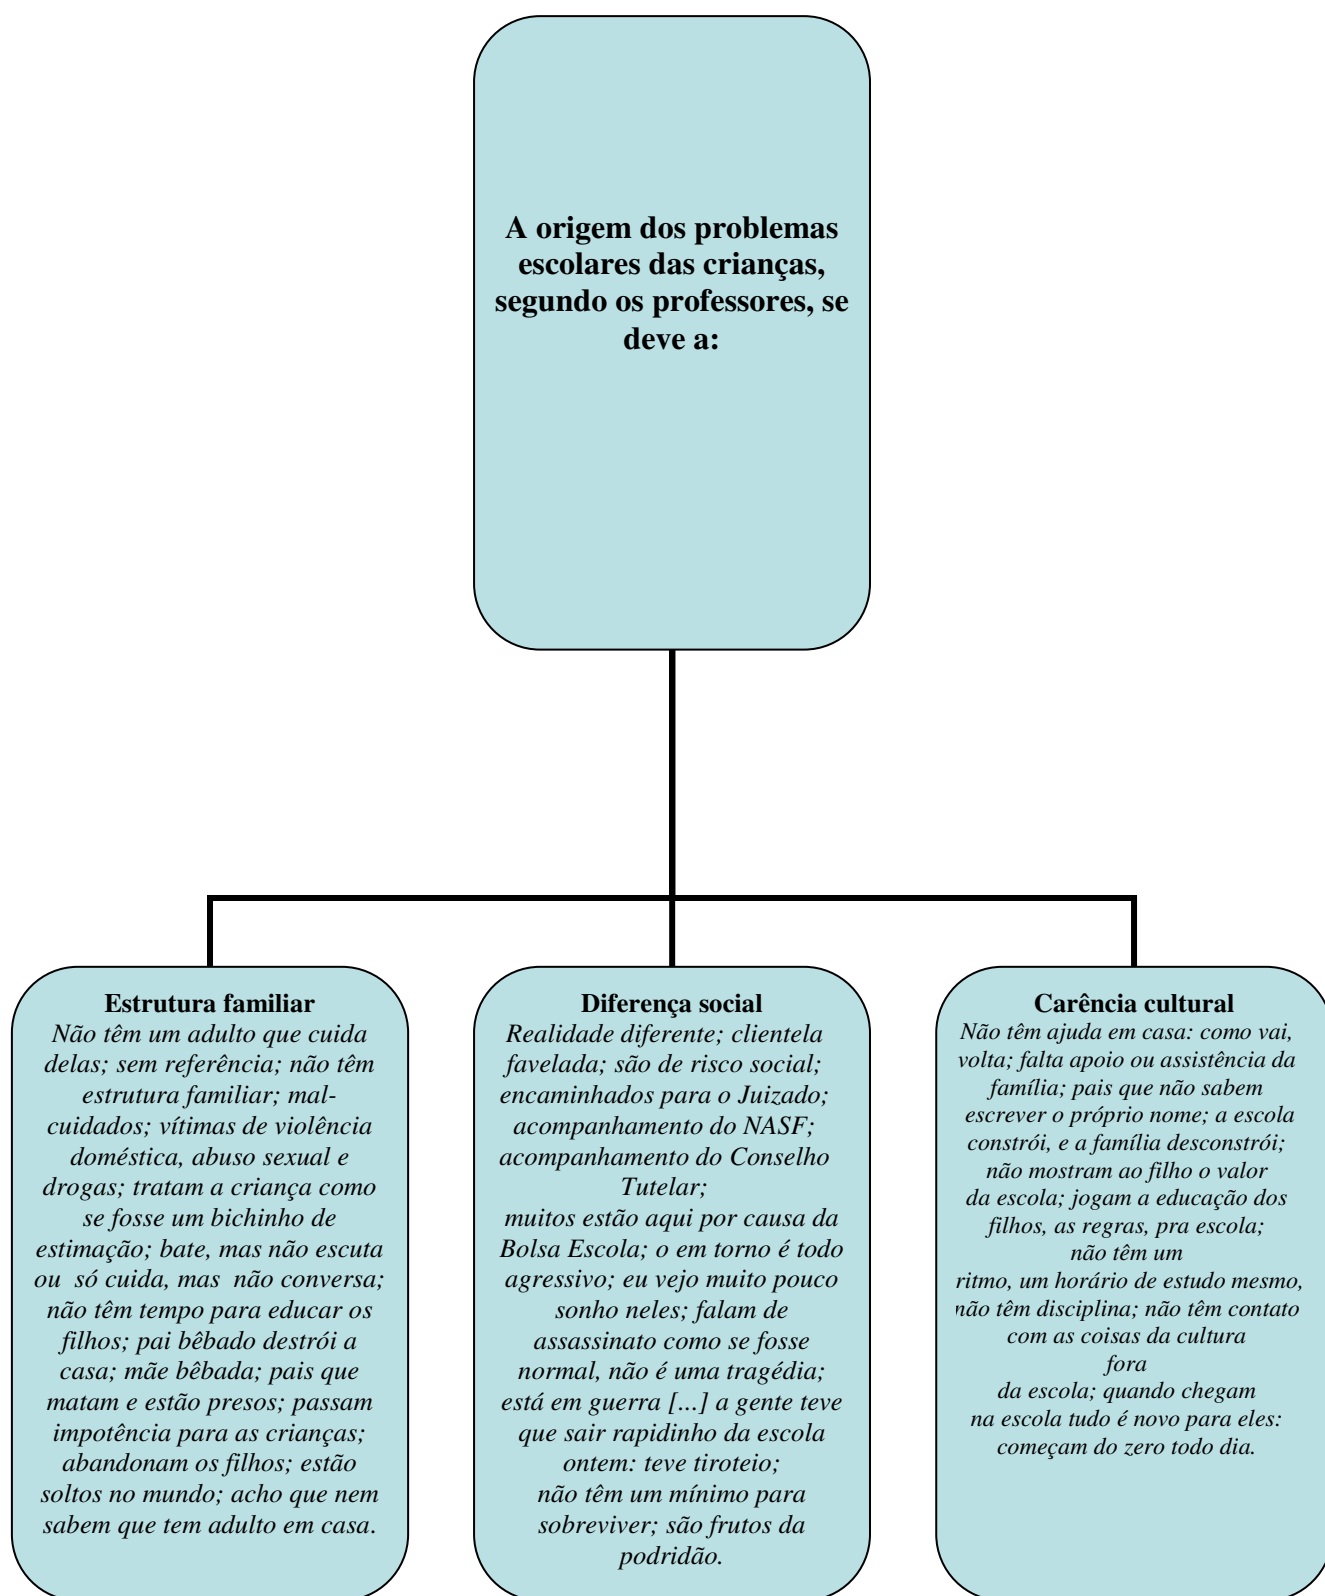 A origem dos problemas
escolares das crianças,
segundo os professores, se
deve a:
Estrutura familiar
Não têm um adulto que cuida
delas; sem referência; não têm
estrutura familiar; mal-
cuidados; vítimas de violência
doméstica, abuso sexual e
drogas; tratam a criança como
se fosse um bichinho de
estimação; bate, mas não escuta
ou só cuida, mas não conversa;
não têm tempo para educar os
filhos; pai bêbado destrói a
casa; mãe bêbada; pais que
matam e estão presos; passam
impotência para as crianças;
abandonam os filhos; estão
soltos no mundo; acho que nem
sabem que tem adulto em casa.
Diferença social
Realidade diferente; clientela
favelada; são de risco social;
encaminhados para o Juizado;
acompanhamento do NASF;
acompanhamento do Conselho
Tutelar;
muitos estão aqui por causa da
Bolsa Escola; o em torno é todo
agressivo; eu vejo muito pouco
sonho neles; falam de
assassinato como se fosse
normal, não é uma tragédia;
está em guerra [...] a gente teve
que sair rapidinho da escola
ontem: teve tiroteio;
não têm um mínimo para
sobreviver; são frutos da
podridão.
Carência cultural
Não têm ajuda em casa: como vai,
volta; falta apoio ou assistência da
família; pais que não sabem
escrever o próprio nome; a escola
constrói, e a família desconstrói;
não mostram ao filho o valor
da escola; jogam a educação dos
filhos, as regras, pra escola;
não têm um
ritmo, um horário de estudo mesmo,
não têm disciplina; não têm contato
com as coisas da cultura
fora
da escola; quando chegam
na escola tudo é novo para eles:
começam do zero todo dia.